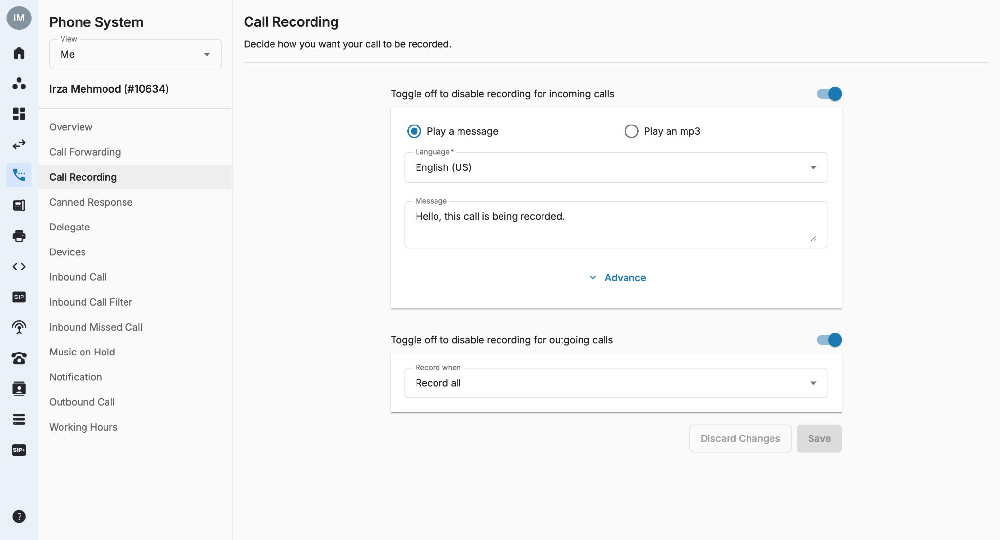 IM
SIP
SIP+
?
Phone System
View
Me
Irza Mehmood (#10634)
Overview
Call Forwarding
Call Recording
Canned Response
Delegate
Devices
Inbound Call
Inbound Call Filter
Inbound Missed Call
Music on Hold
Notification
Outbound Call
Working Hours
Call Recording
Decide how you want your call to be recorded.
Toggle off to disable recording for incoming calls
Play a message
Play an mp3
Language*
English (US)
Message
Hello, this call is being recorded.
Advance
Toggle off to disable recording for outgoing calls
Record when
Record all
Discard Changes
Save